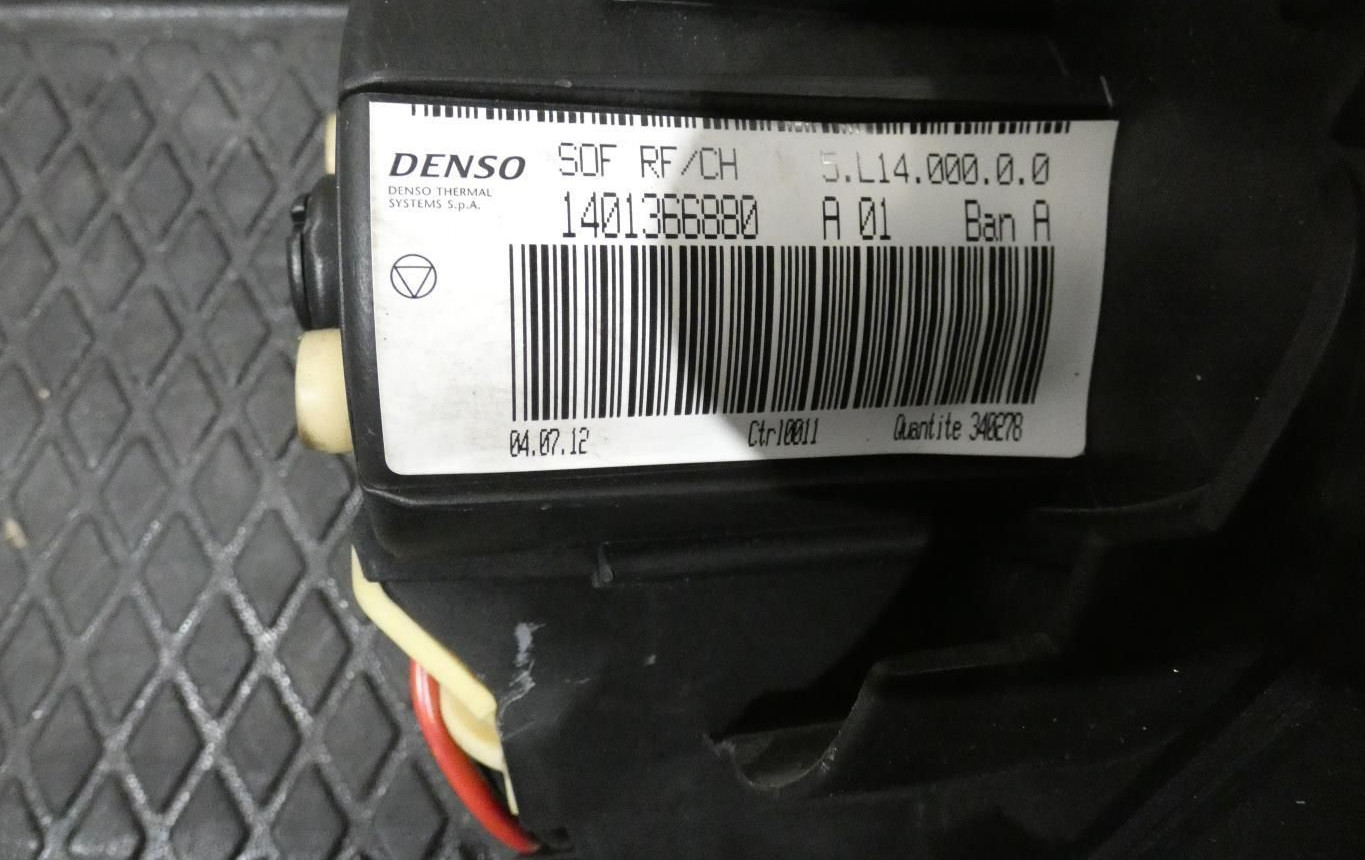 DENSO
DENSO THERMAL
SYSTEMS S.p.A.
SOF RF/CH 5.L14.000.0.0
1401366880 A 01 Ban A
04.07.12 Ctrl0011 Quantite 340278